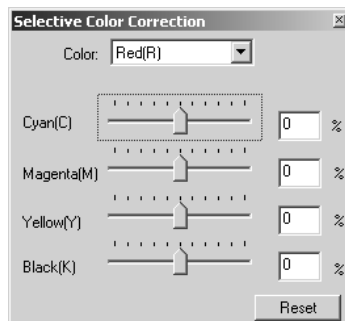 Selective Color Correction
Color: Red(R)
Cyan(C) 0 %
Magenta(M) 0 %
Yellow(Y) 0 %
Black(K) 0 %
Reset